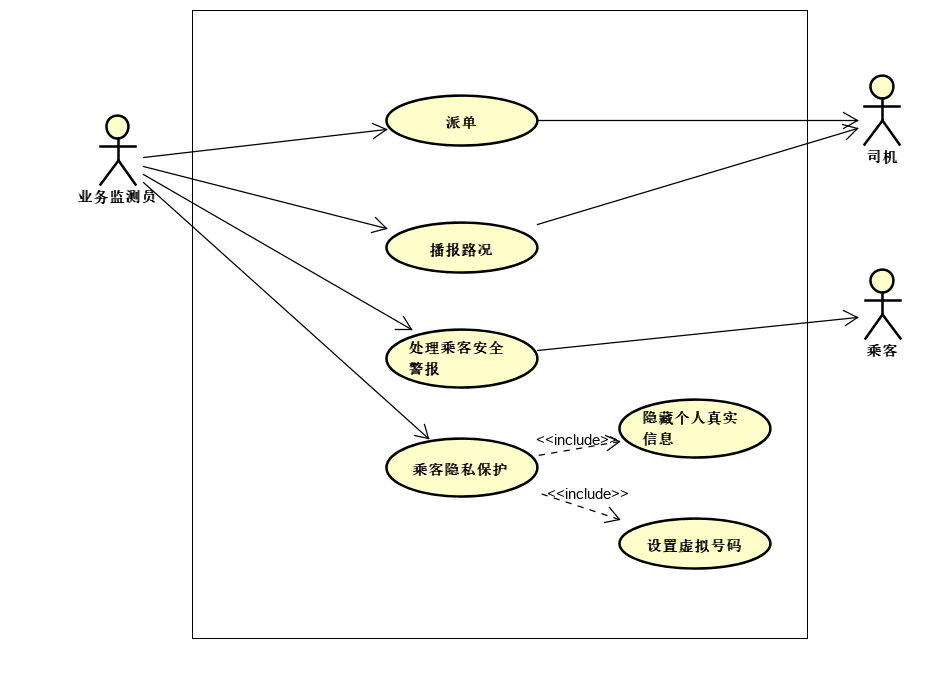 派单
司机
业务监测员
播报路况
处理乘客安全
警报
乘客
隐藏个人真实
信息
<<include>>
乘客隐私保护
<<include>>
设置虚拟号码